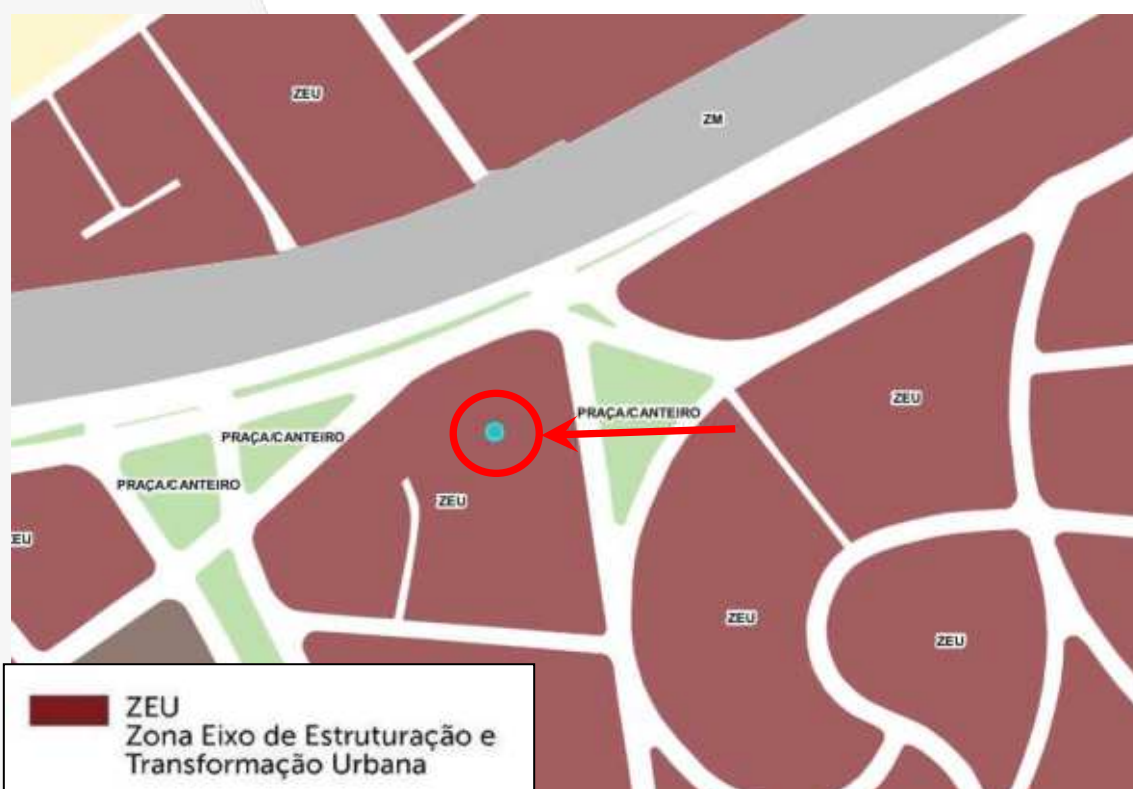 ZEU
ZM
ZEU
PRAÇA/CANTEIRO
PRAÇA/CANTEIRO
PRAÇA/CANTEIRO
ZEU
EU
ZEU
ZEU
ZEU
Zona Eixo de Estruturação e
Transformação Urbana